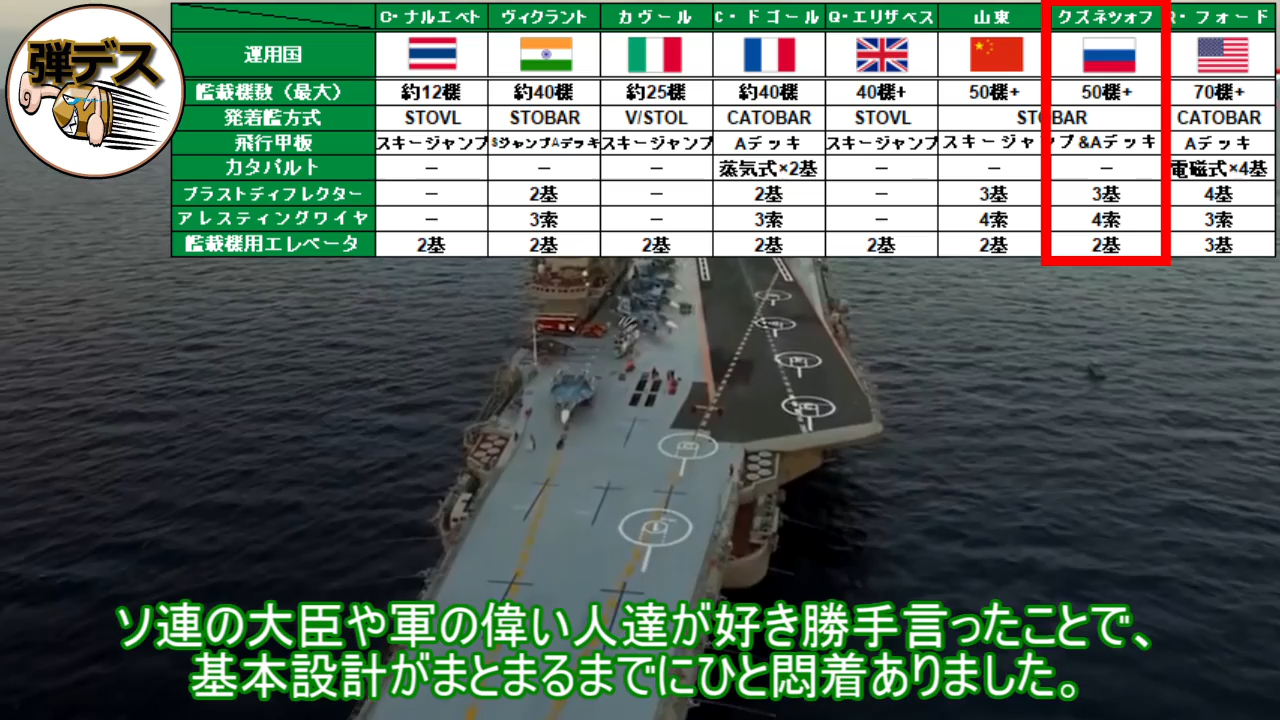 弾デス
C・ナルエベト ヴィクラント カヴール C・ドゴール Q・エリザベス 山東 クズネツォフ R・フォード
運用国
艦載機数（最大） 約12機 約40機 約25機 約40機 40機+ 50機+ 50機+ 70機+
発着艦方式 STOVL STOBAR V/STOL CATOBAR STOVL STOBAR CATOBAR
飛行甲板 スキージャンプ SジャンプAデッキ スキージャンプ Aデッキ スキージャンプ スキージャンプ&Aデッキ Aデッキ
カタパルト － － － 蒸気式×2基 － － － 電磁式×4基
ブラストディフレクター － 2基 － 2基 － 3基 3基 4基
アレスティングワイヤ － 3索 － 3索 － 4索 4索 3索
艦載機用エレベータ 2基 2基 2基 2基 2基 2基 2基 3基
ソ連の大臣や軍の偉い人達が好き勝手言ったことで、
基本設計がまとまるまでにひと悶着ありました。